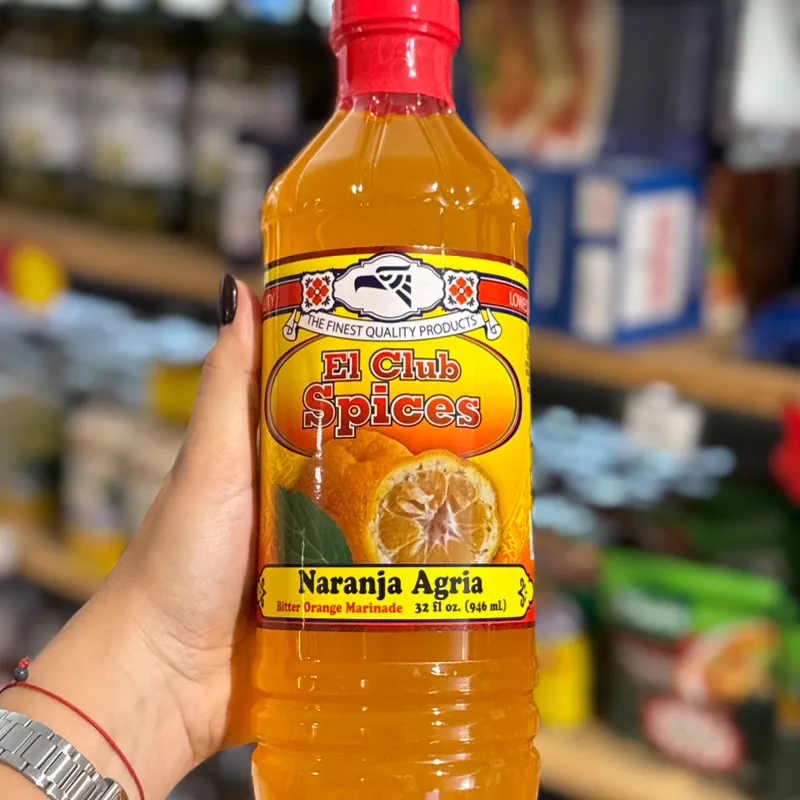 THE FINEST QUALITY PRODUCTS
El Club
Spices
Naranja Agria
Bitter Orange Marinade 32 fl oz. (946 mL)